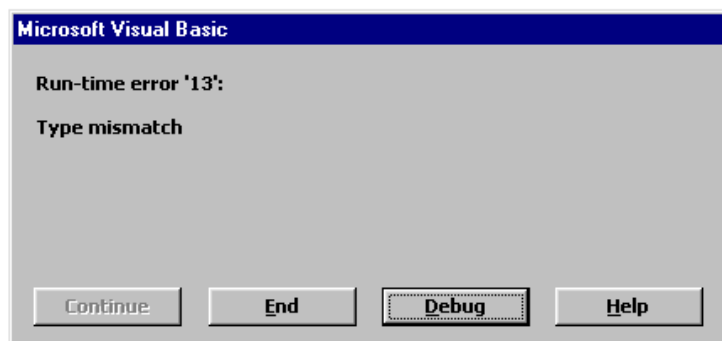 Microsoft Visual Basic
Run-time error '13':
Type mismatch
Continue End Debug Help